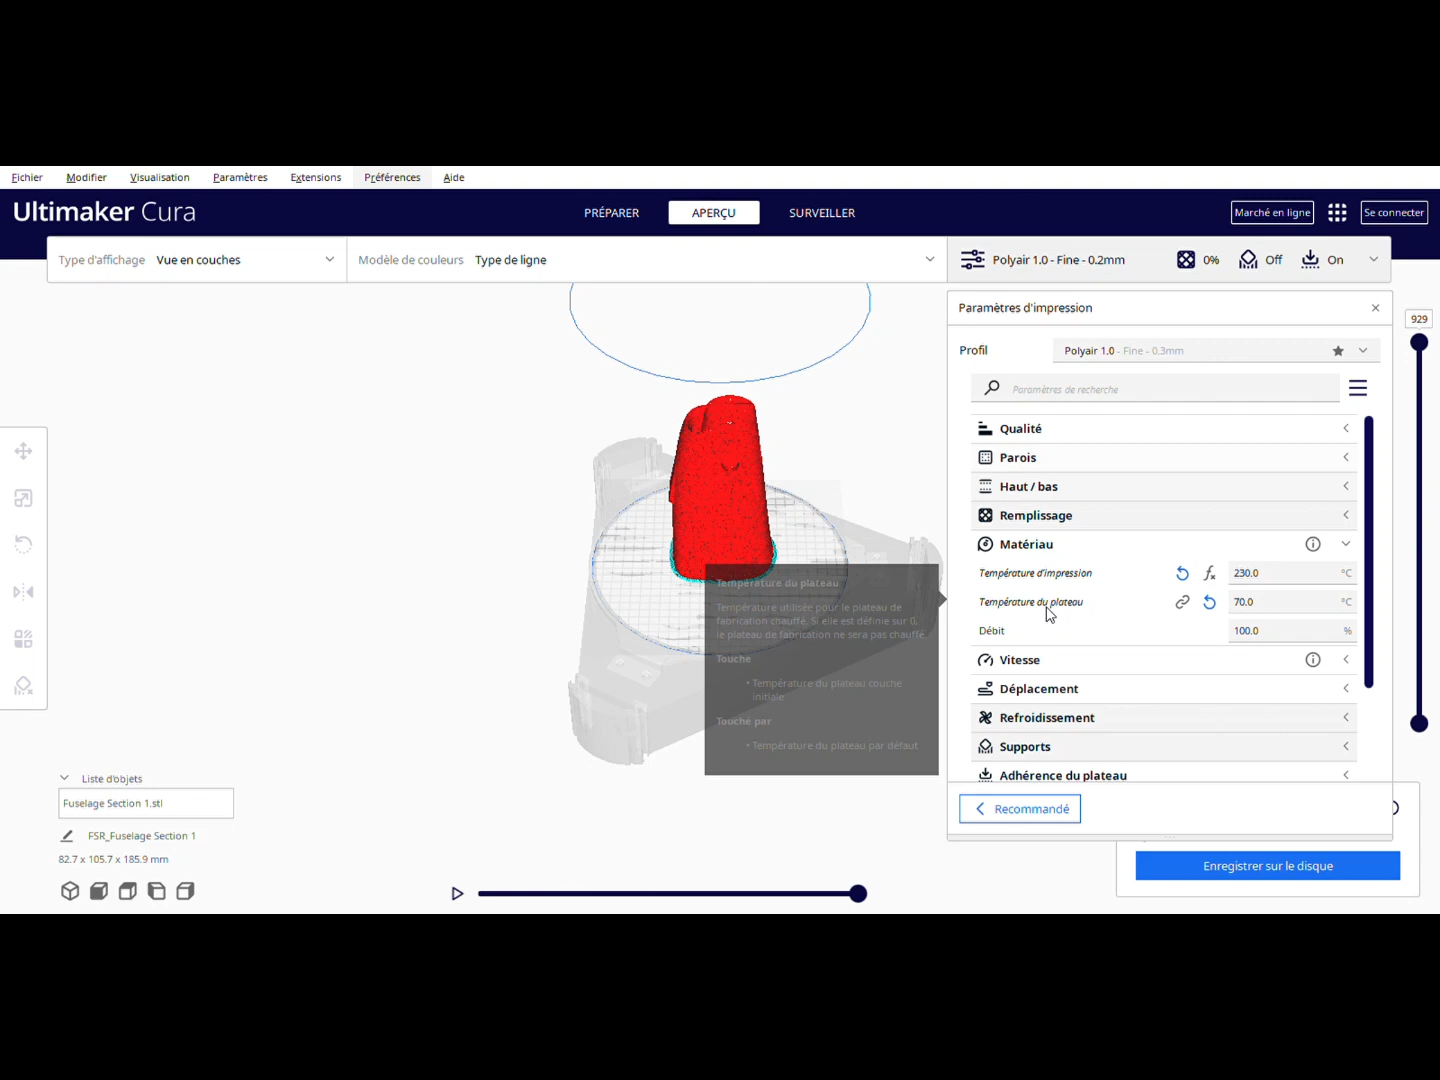 Fichier Modifier Visualisation Paramètres Extensions Préférences Aide
Ultimaker Cura
PRÉPARER APERÇU SURVEILLER
Marché en ligne Se connecter
Type d'affichage Vue en couches
Modèle de couleurs Type de ligne
Polyair 1.0 - Fine - 0.2mm 0% Off On
Paramètres d'impression
929
Profil Polyair 1.0 - Fine - 0.3mm
Paramètres de recherche
Qualité
Parois
Haut / bas
Remplissage
Matériau
Température d'impression 230.0 °C
Température du plateau 70.0 °C
Débit 100.0 %
Vitesse
Déplacement
Refroidissement
Supports
Adhérence du plateau
Recommandé
Température du plateau
Température utilisée pour le plateau de
fabrication chauffé. Si elle est définie sur 0,
le plateau de fabrication ne sera pas chauffé.
Touche
• Température du plateau couche
initiale
Touché par
• Température du plateau par défaut
Liste d'objets
Fuselage Section 1.stl
FSR_Fuselage Section 1
82.7 x 105.7 x 185.9 mm
Enregistrer sur le disque